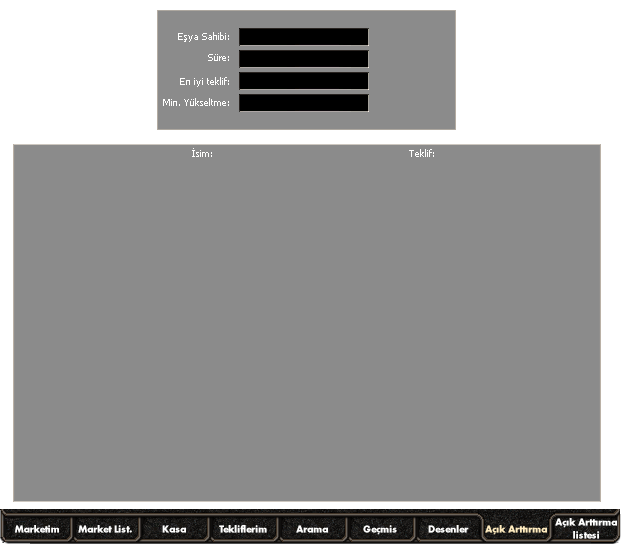 Eşya Sahibi:
Süre:
En iyi teklif:
Min. Yükseltme:
İsim: Teklif:
Marketim Market List. Kasa Tekliflerim Arama Geçmis Desenler Açık Arttırma Açık Arttırma
listesi